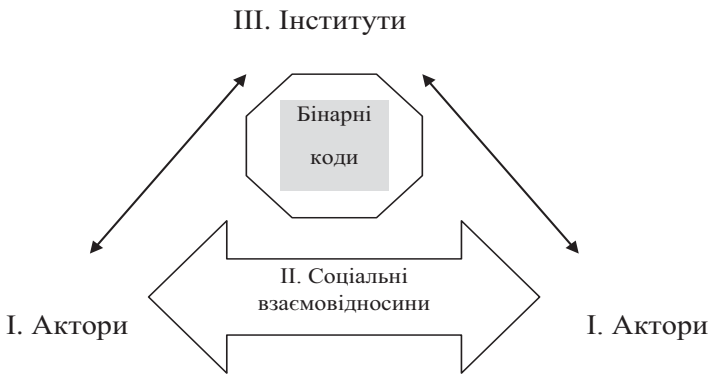 III. Інститути
Бінарні
коди
II. Соціальні
взаємовідносини
I. Актори
I. Актори